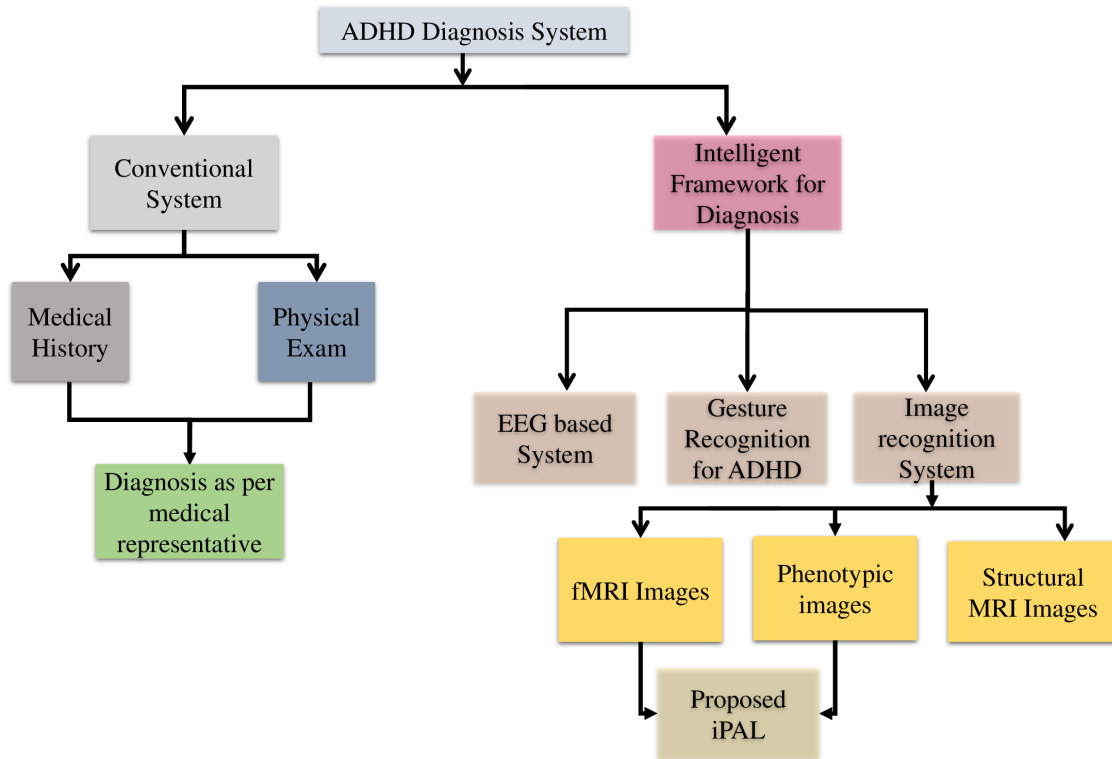 ADHD Diagnosis System
Conventional
System
Intelligent
Framework for
Diagnosis
Medical
History
Physical
Exam
EEG based
System
Gesture
Recognition
for ADHD
Image
recognition
System
Diagnosis as per
medical
representative
fMRI Images
Phenotypic
images
Structural
MRI Images
Proposed
iPAL